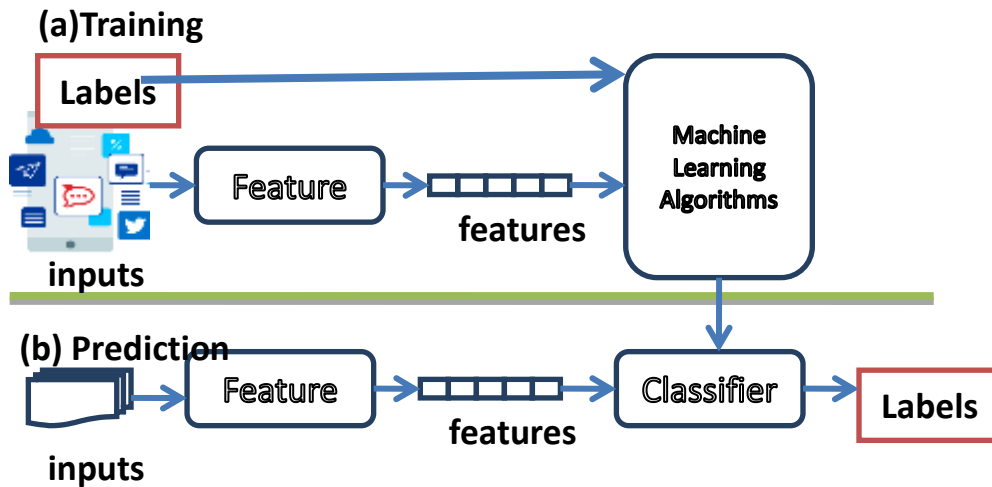 (a)Training
Labels
Machine
Learning
Algorithms
Feature
features
inputs
(b) Prediction
Feature
Classifier
Labels
features
inputs